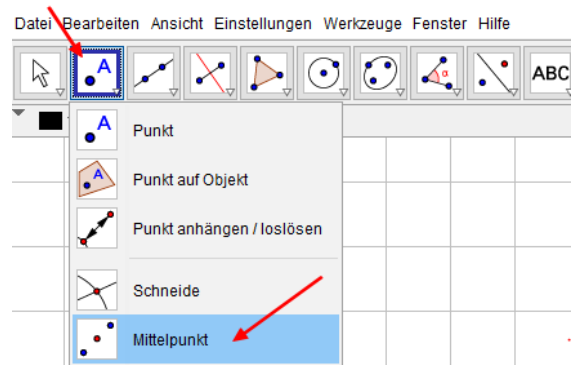 Datei Bearbeiten Ansicht Einstellungen Werkzeuge Fenster Hilfe
A α ABC
A Punkt
A Punkt auf Objekt
Punkt anhängen / loslösen
Schneide
Mittelpunkt